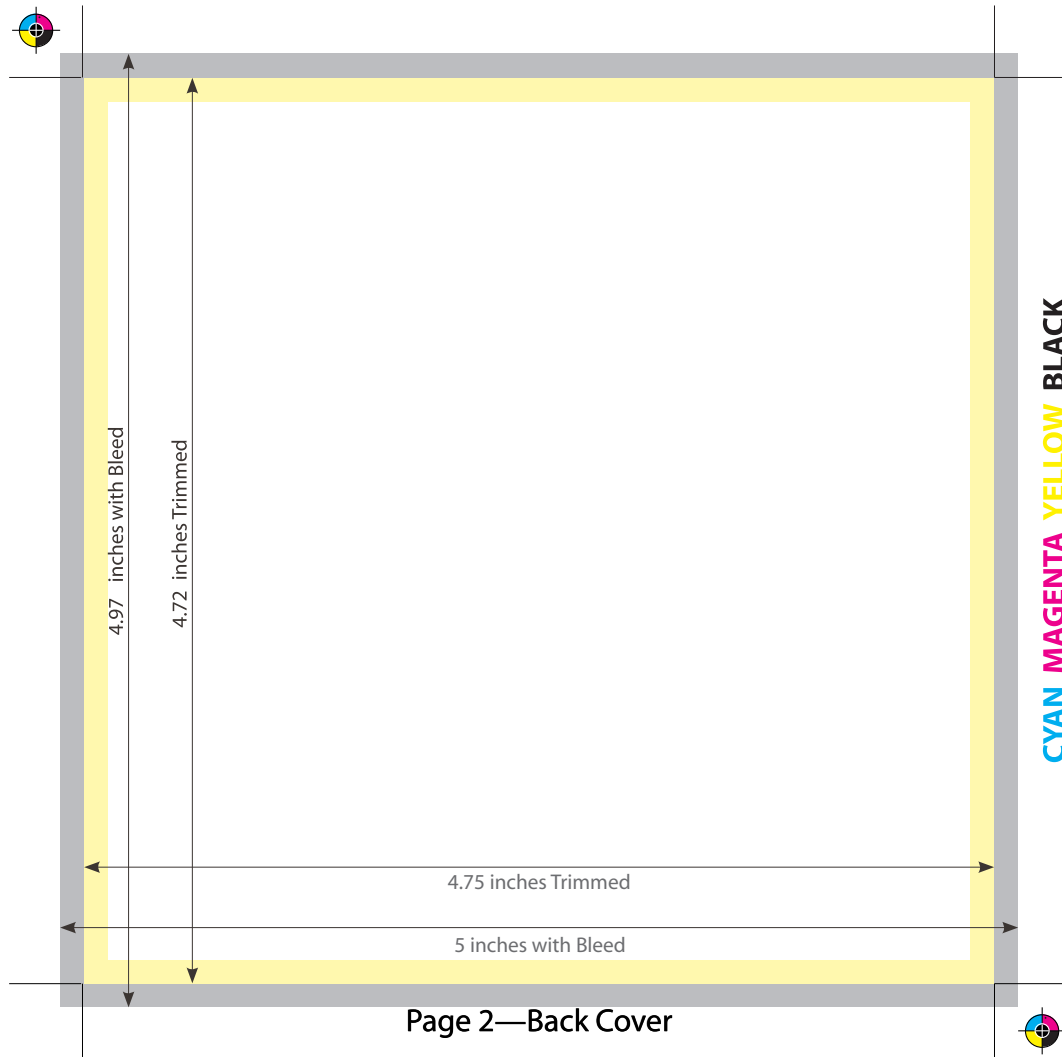 4.97 inches with Bleed
4.72 inches Trimmed
4.75 inches Trimmed
5 inches with Bleed
Page 2—Back Cover
CYAN MAGENTA YELLOW BLACK